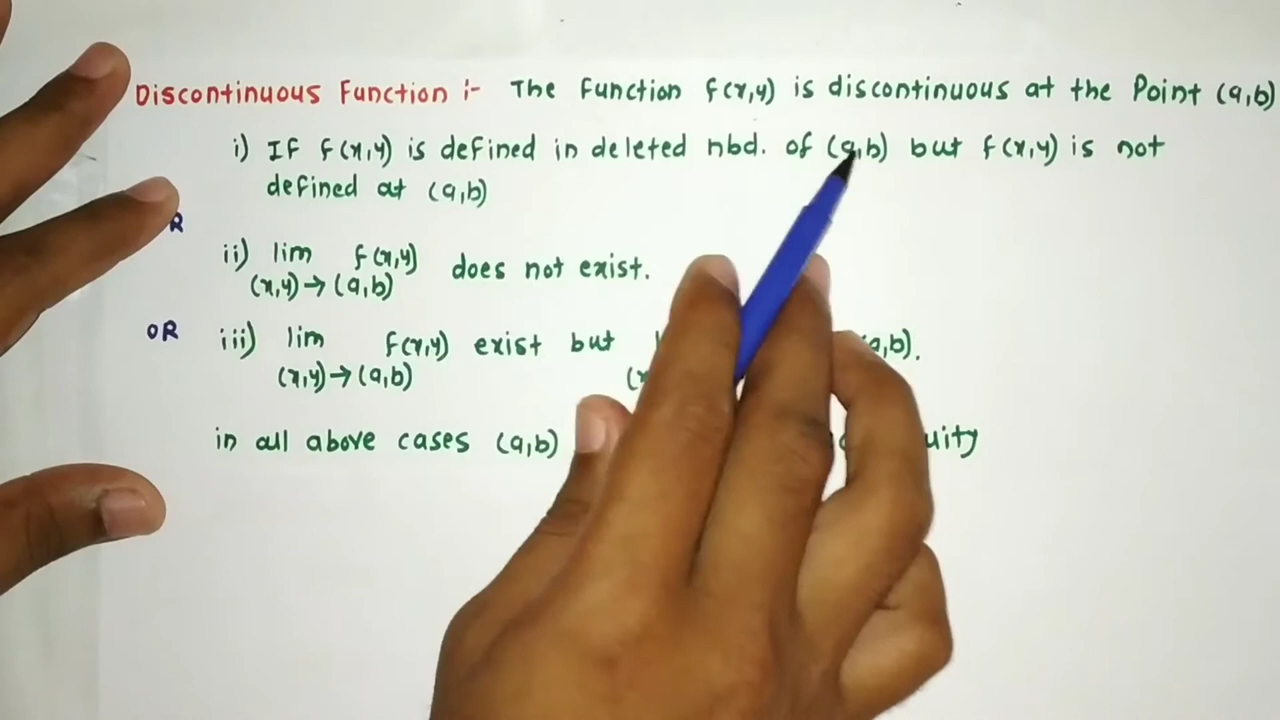 Discontinuous Function :- The Function f(x,y) is discontinuous at the Point (a,b)
i) IF f(x,y) is defined in deleted nbd. of (a,b) but f(x,y) is not
defined at (a,b)
ii) lim f(x,y) does not exist.
(x,y)→(a,b)
OR iii) lim f(x,y) exist but
(x,y)→(a,b)
in all above cases (a,b)